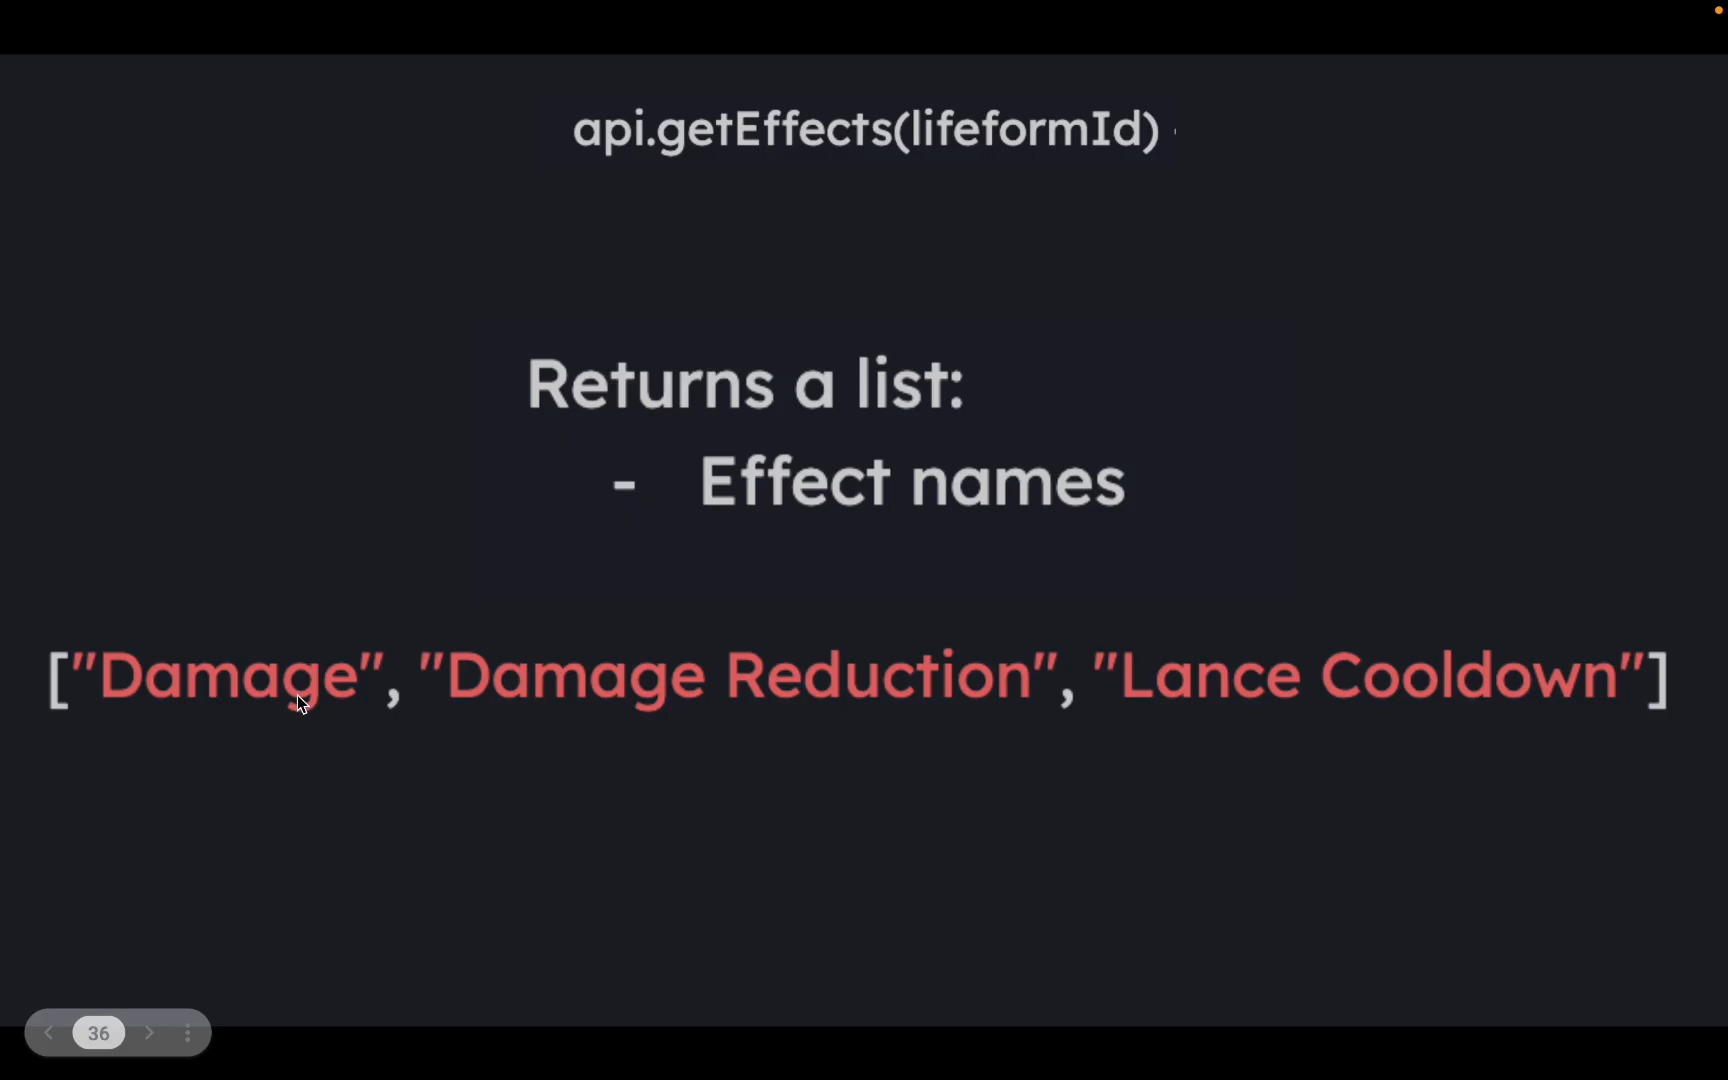 api.getEffects(lifeformId)
Returns a list:
- Effect names
["Damage", "Damage Reduction", "Lance Cooldown"]
36